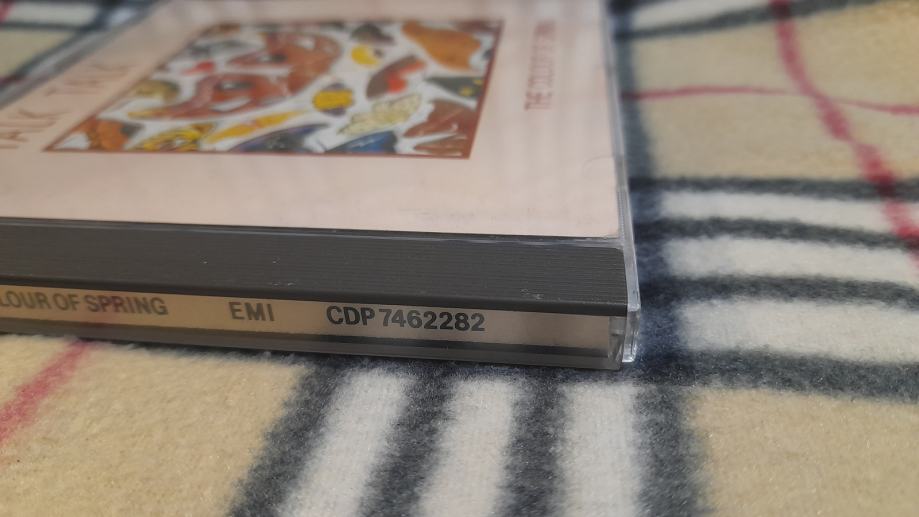 TALK TALK
THE COLOUR OF SPRING
LOUR OF SPRING EMI CDP 7462282